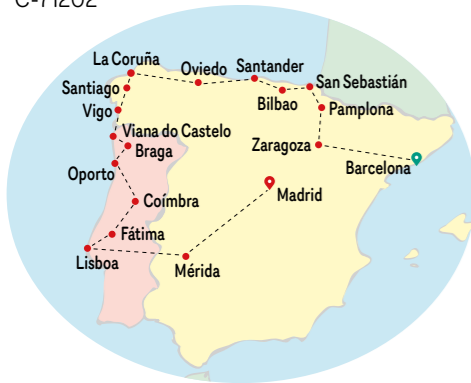 C-71202
La Coruña
Oviedo
Santander
San Sebastián
Santiago
Bilbao
Vigo
Pamplona
Viana do Castelo
Braga
Zaragoza
Oporto
Barcelona
Madrid
Coímbra
Fátima
Lisboa
Mérida